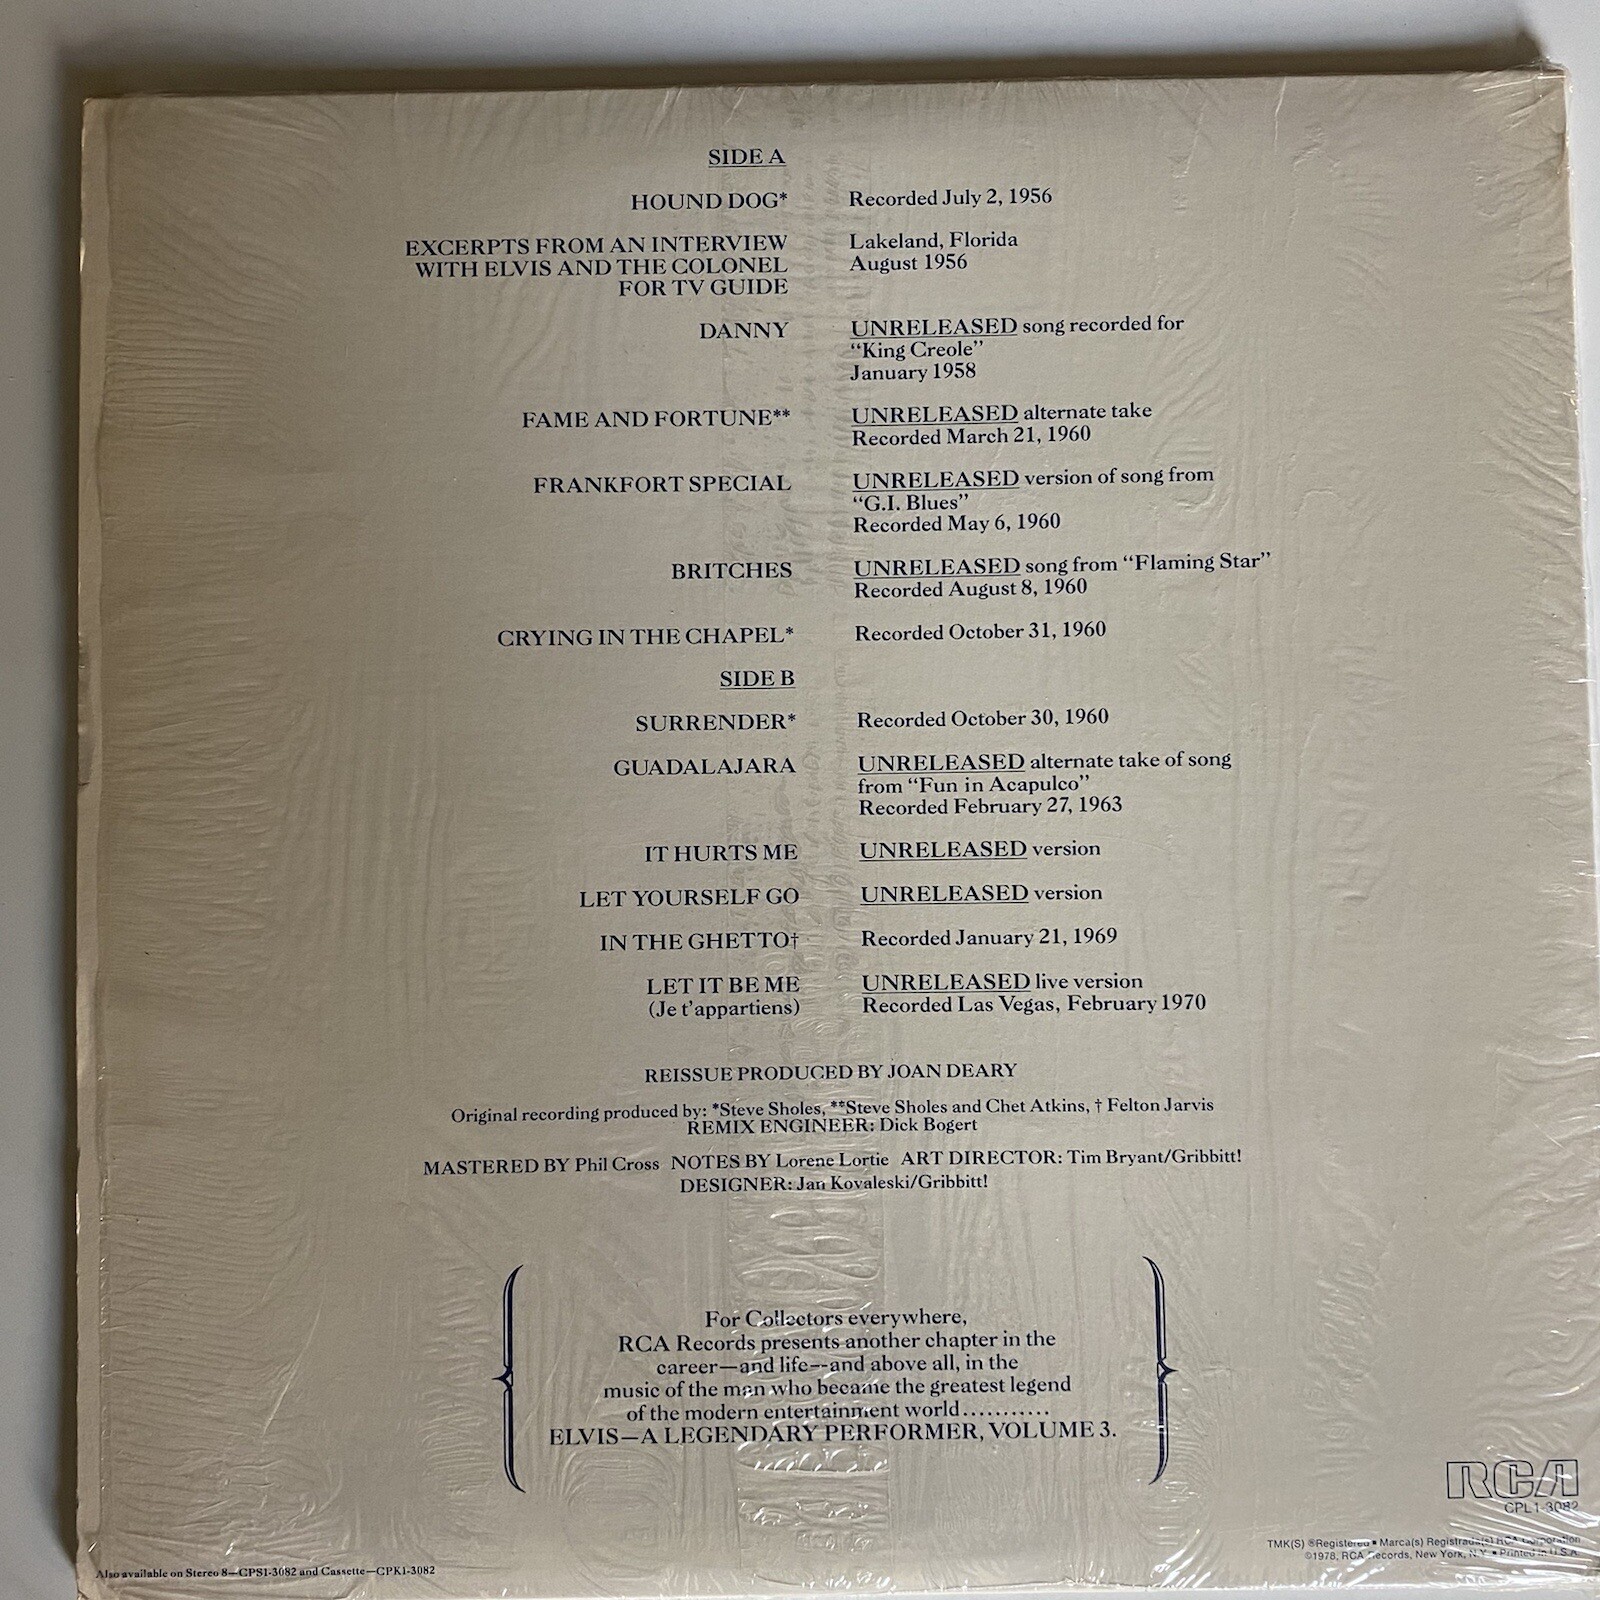 SIDE A
HOUND DOG* Recorded July 2, 1956
EXCERPTS FROM AN INTERVIEW Lakeland, Florida
WITH ELVIS AND THE COLONEL August 1956
FOR TV GUIDE
DANNY UNRELEASED song recorded for
“King Creole”
January 1958
FAME AND FORTUNE** UNRELEASED alternate take
Recorded March 21, 1960
FRANKFORT SPECIAL UNRELEASED version of song from
“G.I. Blues”
Recorded May 6, 1960
BRITCHES UNRELEASED song from “Flaming Star”
Recorded August 8, 1960
CRYING IN THE CHAPEL* Recorded October 31, 1960
SIDE B
SURRENDER* Recorded October 30, 1960
GUADALAJARA UNRELEASED alternate take of song
from “Fun in Acapulco”
Recorded February 27, 1963
IT HURTS ME UNRELEASED version
LET YOURSELF GO UNRELEASED version
IN THE GHETTO† Recorded January 21, 1969
LET IT BE ME UNRELEASED live version
(Je t’appartiens) Recorded Las Vegas, February 1970
REISSUE PRODUCED BY JOAN DEARY
Original recording produced by: *Steve Sholes, **Steve Sholes and Chet Atkins, † Felton Jarvis
REMIX ENGINEER: Dick Bogert
MASTERED BY Phil Cross NOTES BY Lorene Lortie ART DIRECTOR: Tim Bryant/Gribbitt!
DESIGNER: Jan Kovaleski/Gribbitt!
For Collectors everywhere,
RCA Records presents another chapter in the
career—and life—and above all, in the
music of the man who became the greatest legend
of the modern entertainment world...........
ELVIS—A LEGENDARY PERFORMER, VOLUME 3.
RCA
CPL1-3082
TMK(S) ®Registered • Marca(s) Registrada(s) RCA Corporation
©1978, RCA Records, New York, N.Y. • Printed in U.S.A.
Also available on Stereo 8—CPS1-3082 and Cassette—CPK1-3082